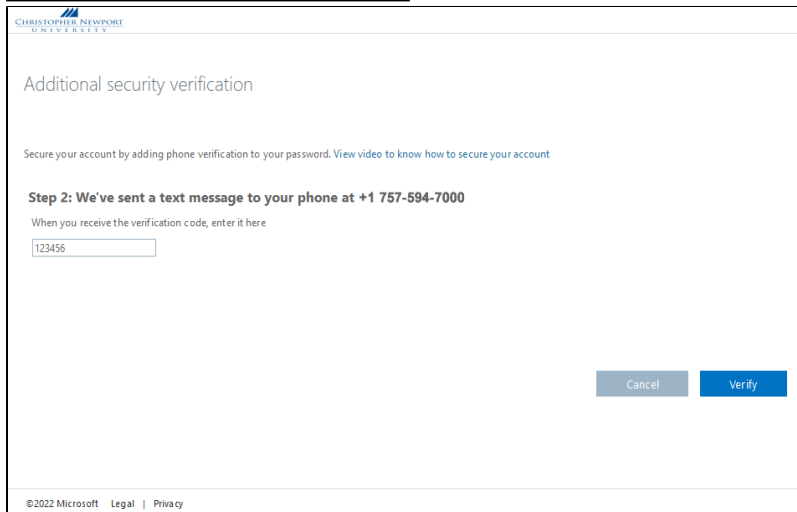 CHRISTOPHER NEWPORT
UNIVERSITY
Additional security verification
Secure your account by adding phone verification to your password. View video to know how to secure your account
Step 2: We've sent a text message to your phone at +1 757-594-7000
When you receive the verification code, enter it here
123456
Cancel Verify
©2022 Microsoft Legal | Privacy